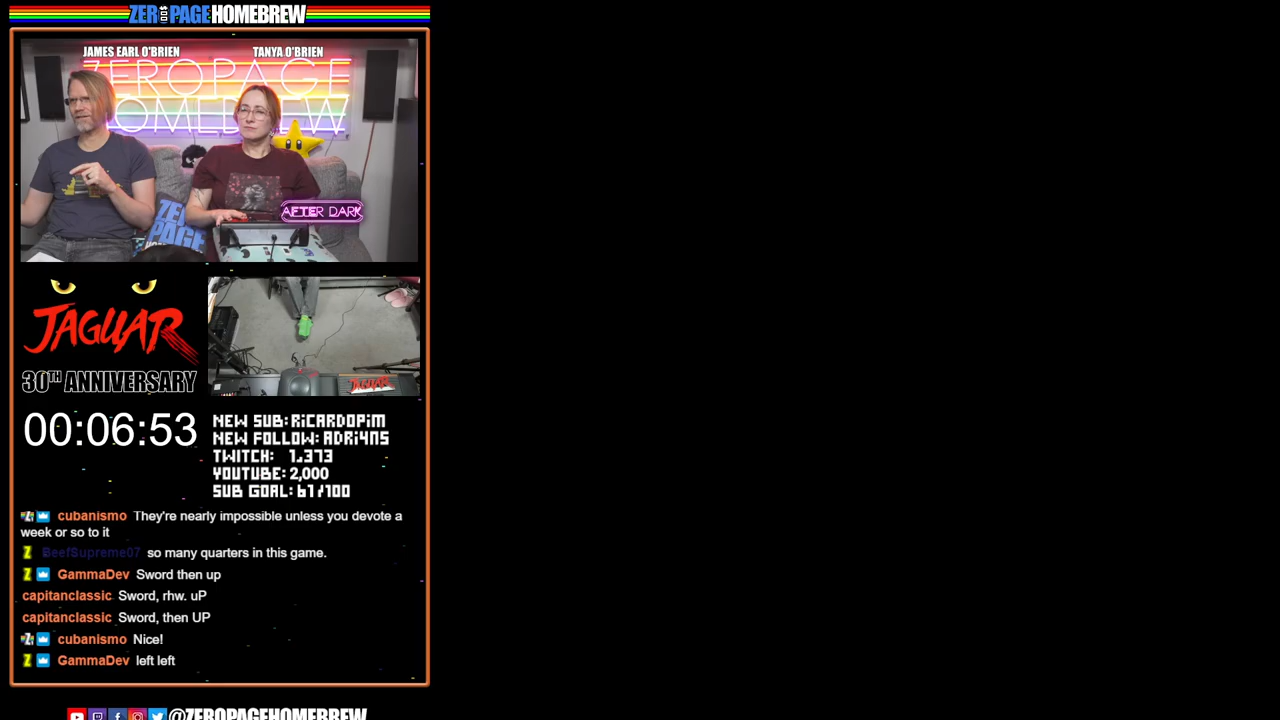 ZEROPAGE HOMEBREW
JAMES EARL O'BRIEN
TANYA O'BRIEN
ZEROPAGE
HOMEBREW
ZERO
PAGE
AFTER DARK
JAGUAR
30TH ANNIVERSARY
JAGUAR
00:06:53
NEW SUB: RICARDOPIM
NEW FOLLOW: ADRI4NS
TWITCH: 1,373
YOUTUBE: 2,000
SUB GOAL: 67/100
cubanismo They're nearly impossible unless you devote a
week or so to it
BeefSupreme07 so many quarters in this game.
GammaDev Sword then up
capitanclassic Sword, rhw. uP
capitanclassic Sword, then UP
cubanismo Nice!
GammaDev left left
@ZEROPAGEHOMEBREW